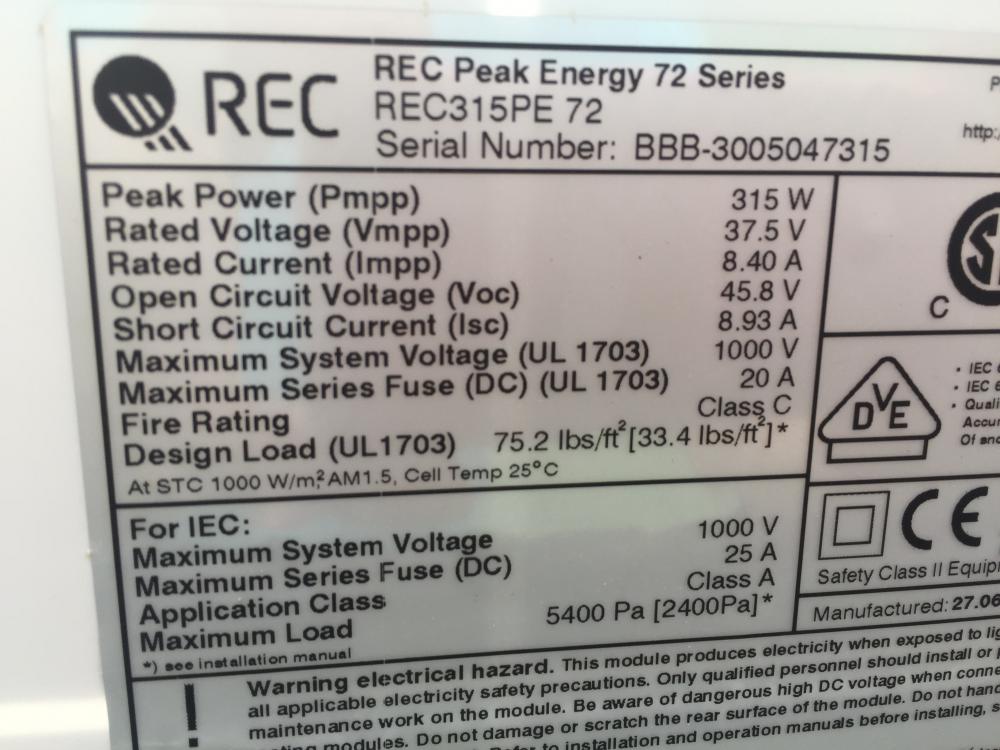 REC
REC Peak Energy 72 Series
REC315PE 72
Serial Number: BBB-3005047315
http:/
Peak Power (Pmpp) 315 W
Rated Voltage (Vmpp) 37.5 V
Rated Current (Impp) 8.40 A
Open Circuit Voltage (Voc) 45.8 V
Short Circuit Current (Isc) 8.93 A
Maximum System Voltage (UL 1703) 1000 V
Maximum Series Fuse (DC) (UL 1703) 20 A
Fire Rating Class C
Design Load (UL1703) 75.2 lbs/ft² [33.4 lbs/ft²]*
At STC 1000 W/m², AM1.5, Cell Temp 25°C
C
DVE
• IEC
• IEC
• Quali
Accur
Of and
For IEC:
Maximum System Voltage 1000 V
Maximum Series Fuse (DC) 25 A
Application Class Class A
Maximum Load 5400 Pa [2400Pa]*
*) see installation manual
CE
Safety Class II Equip
Manufactured: 27.06
! Warning electrical hazard. This module produces electricity when exposed to lig
all applicable electricity safety precautions. Only qualified personnel should install or
maintenance work on the module. Be aware of dangerous high DC voltage when conne
modules. Do not damage or scratch the rear surface of the module. Do not hand
to installation and operation manuals before installing,